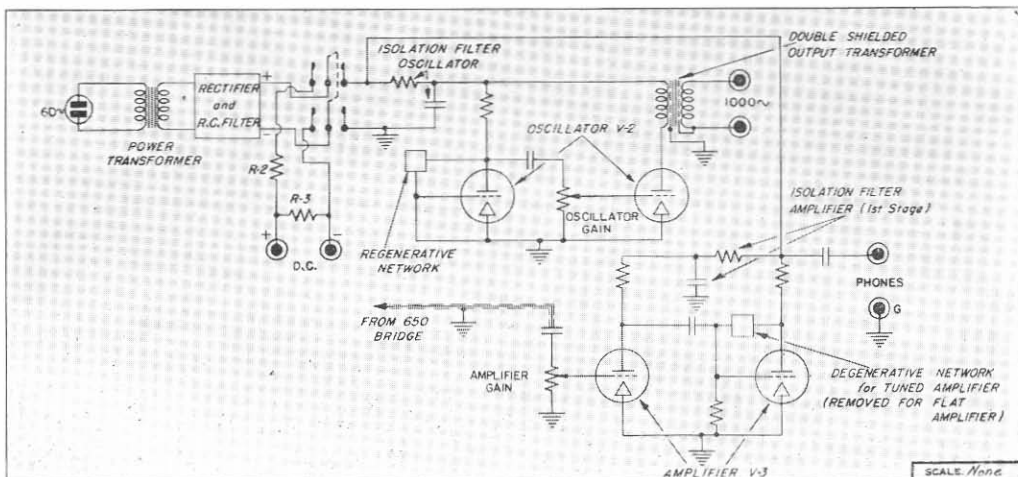 DOUBLE SHIELDED
OUTPUT TRANSFORMER
ISOLATION FILTER
OSCILLATOR
60~
RECTIFIER
and
R.C. FILTER
+
-
1000~
POWER
TRANSFORMER
OSCILLATOR V-2
R-2
ISOLATION FILTER
AMPLIFIER (1st Stage)
R-3
OSCILLATOR
GAIN
+
-
D.C.
REGENERATIVE
NETWORK
PHONES
G
FROM 650
BRIDGE
AMPLIFIER
GAIN
DEGENERATIVE NETWORK
for TUNED AMPLIFIER
(REMOVED FOR FLAT
AMPLIFIER)
AMPLIFIER V-3
SCALE None